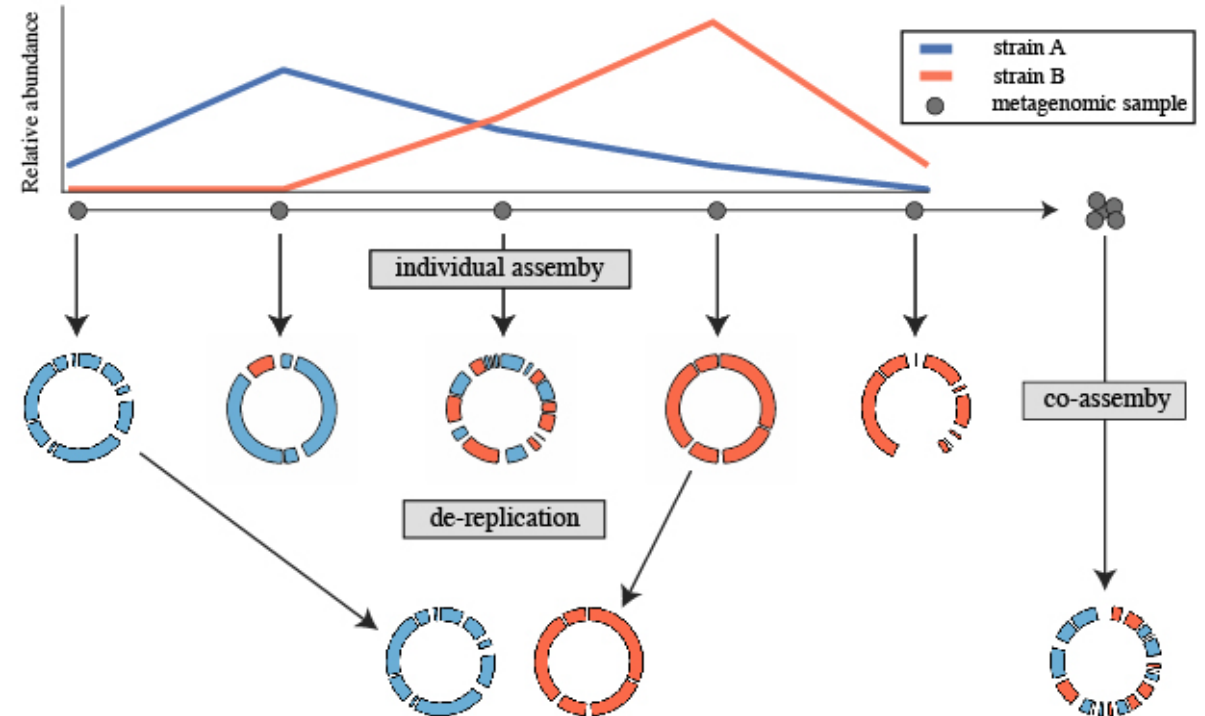 Relative abundance
strain A
strain B
metagenomic sample
individual assemby
co-assemby
de-replication